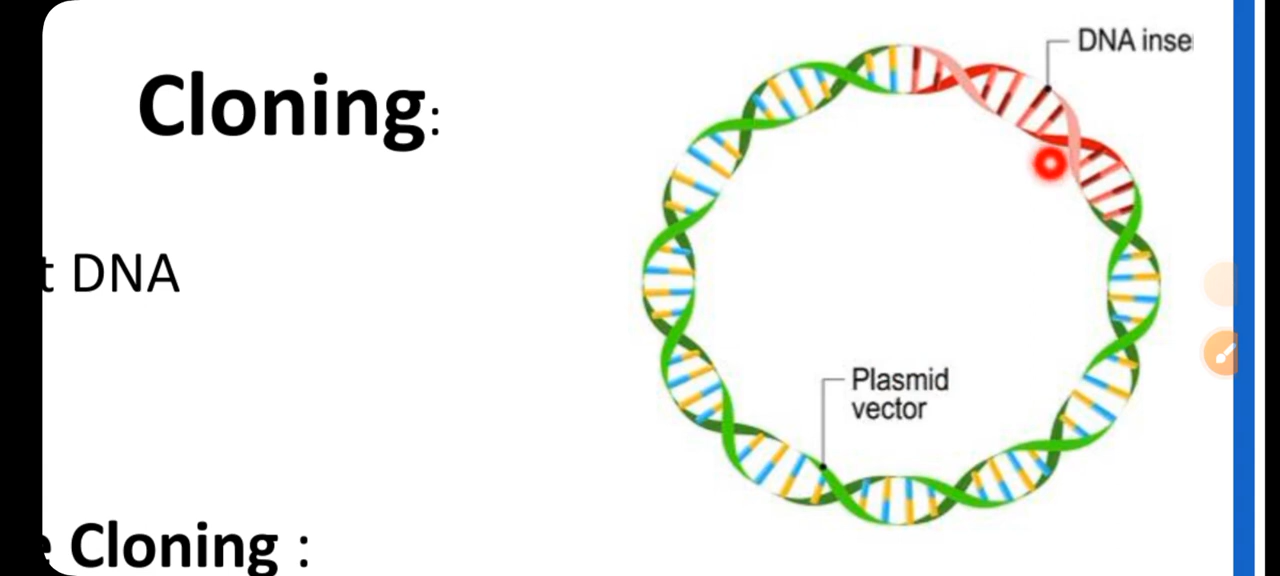 Cloning:
DNA inse
t DNA
Plasmid
vector
Cloning :